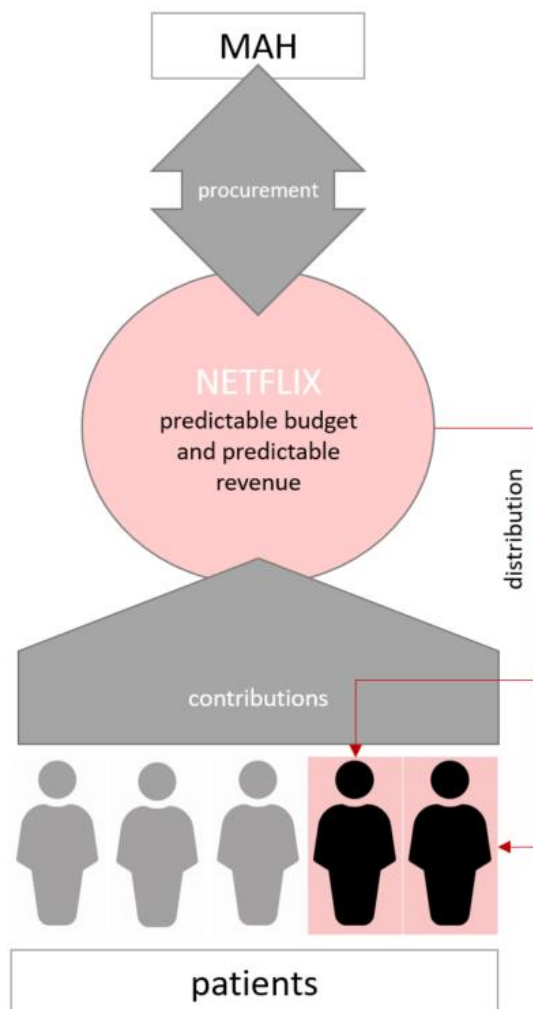 MAH
procurement
NETFLIX
predictable budget
and predictable
revenue
distribution
contributions
patients